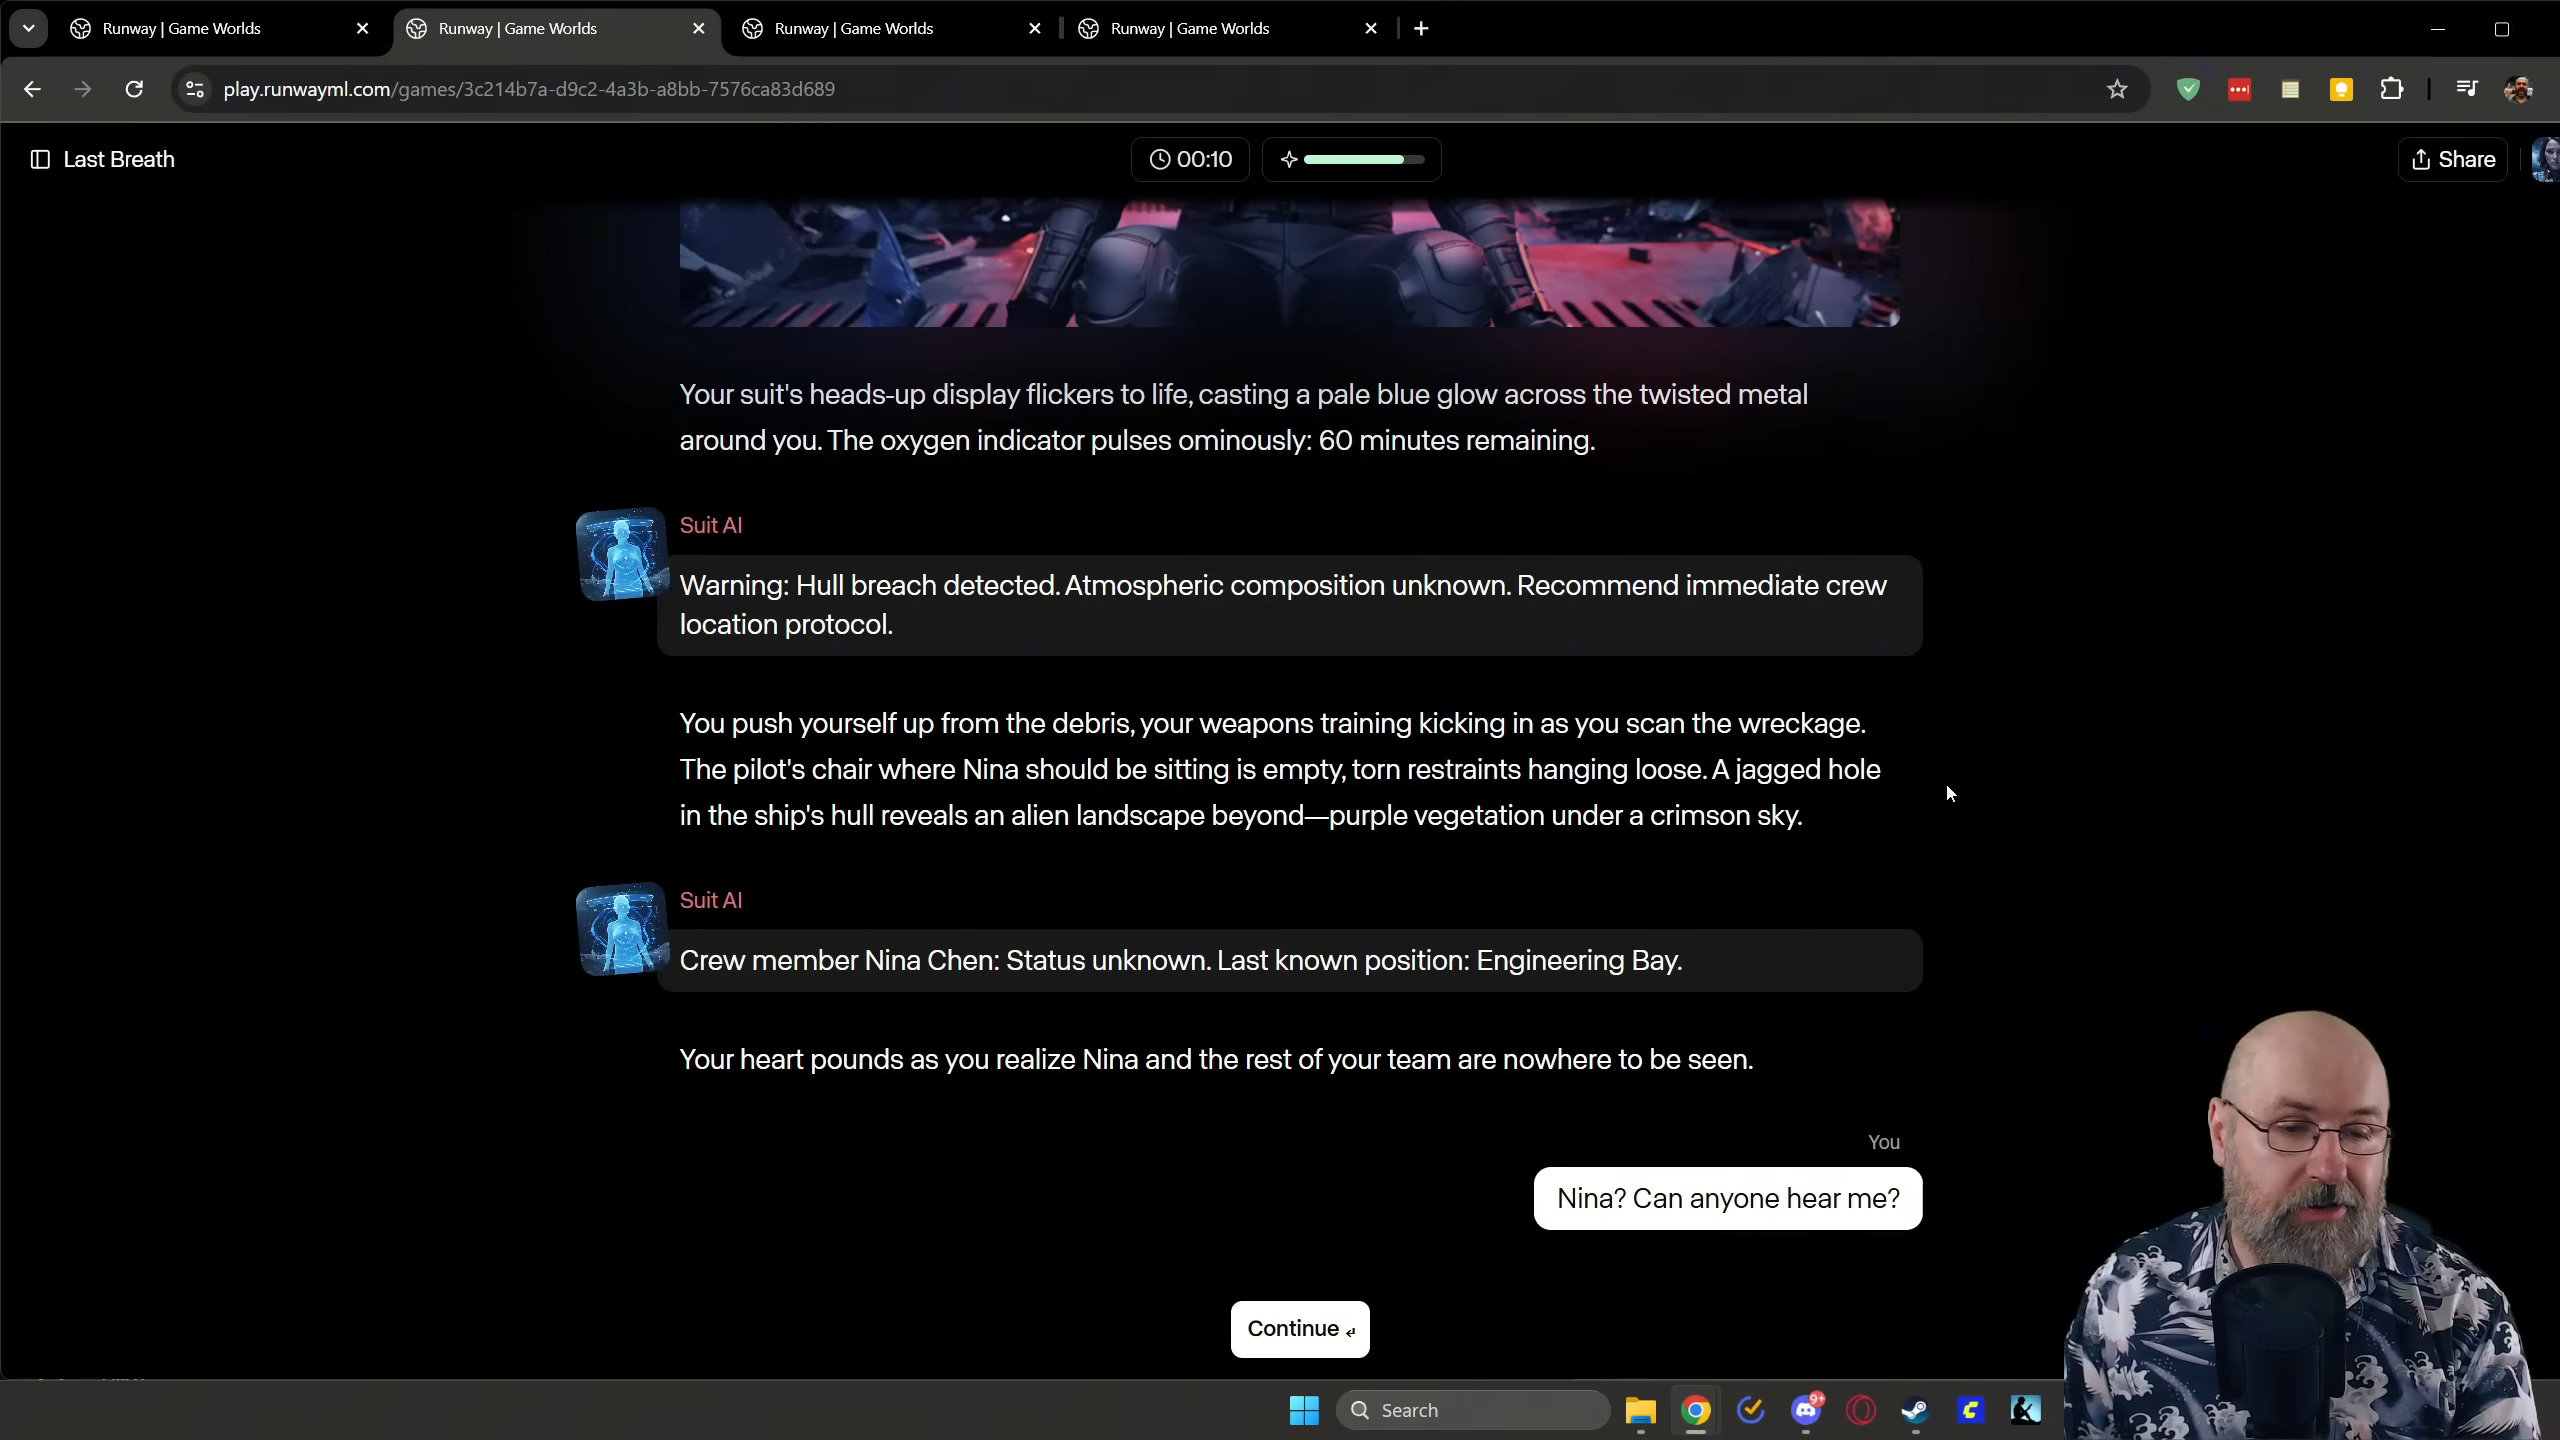 Runway | Game Worlds
Runway | Game Worlds
Runway | Game Worlds
Runway | Game Worlds
play.runwayml.com/games/3c214b7a-d9c2-4a3b-a8bb-7576ca83d689
Last Breath
00:10
Share
Your suit's heads-up display flickers to life, casting a pale blue glow across the twisted metal
around you. The oxygen indicator pulses ominously: 60 minutes remaining.
Suit AI
Warning: Hull breach detected. Atmospheric composition unknown. Recommend immediate crew
location protocol.
You push yourself up from the debris, your weapons training kicking in as you scan the wreckage.
The pilot's chair where Nina should be sitting is empty, torn restraints hanging loose. A jagged hole
in the ship's hull reveals an alien landscape beyond—purple vegetation under a crimson sky.
Suit AI
Crew member Nina Chen: Status unknown. Last known position: Engineering Bay.
Your heart pounds as you realize Nina and the rest of your team are nowhere to be seen.
You
Nina? Can anyone hear me?
Continue ↵
Search
9+